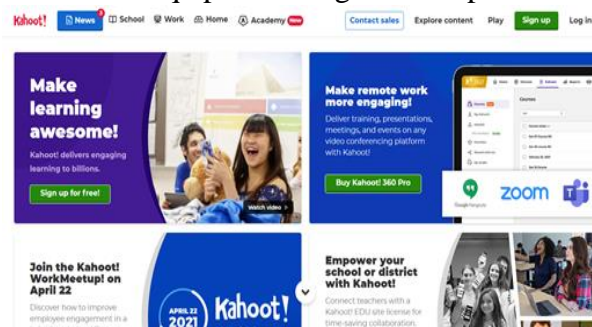 Kahoot!
News
School
Work
Home
Academy
New
Contact sales
Explore content
Play
Sign up
Log in
Make
learning
awesome!
Kahoot! delivers engaging
learning to billions.
Sign up for free!
Watch video
Make remote work
more engaging!
Deliver training, presentations,
meetings, and events on any
video conferencing platform
with Kahoot!
Buy Kahoot! 360 Pro
Courses
zoom
Join the Kahoot!
WorkMeetup! on
April 22
Discover how to improve
employee engagement in a
APRIL 22
2021
Kahoot!
Empower your
school or district
with Kahoot!
Connect teachers with a
Kahoot! EDU site license for
time-saving collaboration,